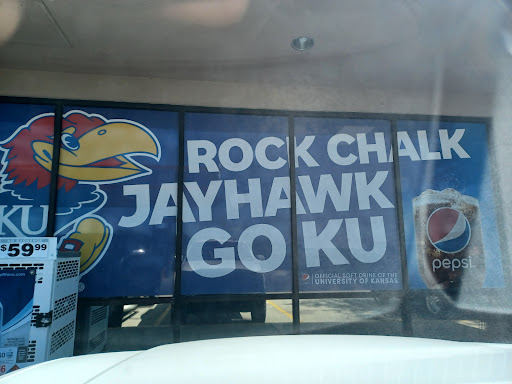 ROCK CHALK
JAYHAWK
GO KU
KU
$59.99
pepsi
OFFICIAL SOFT DRINK OF THE
UNIVERSITY OF KANSAS